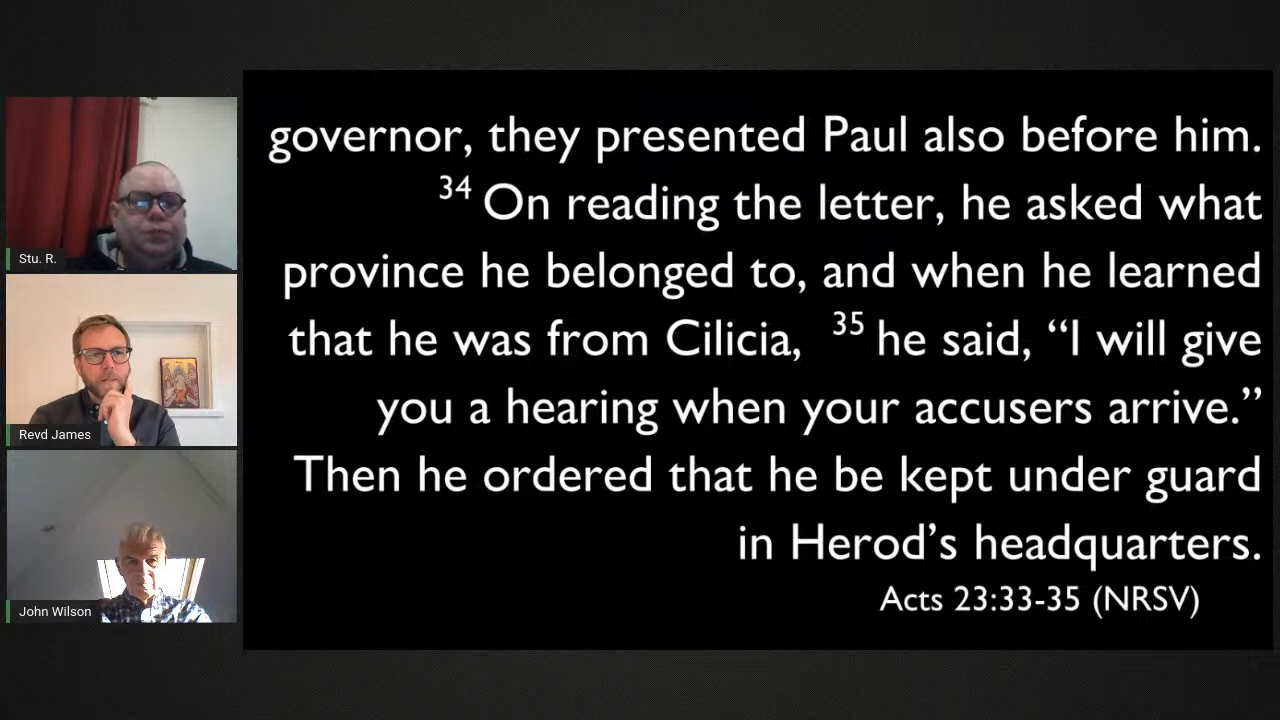 Stu. R.
Revd James
John Wilson
governor, they presented Paul also before him.
34 On reading the letter, he asked what
province he belonged to, and when he learned
that he was from Cilicia, 35 he said, “I will give
you a hearing when your accusers arrive.”
Then he ordered that he be kept under guard
in Herod’s headquarters.
Acts 23:33-35 (NRSV)